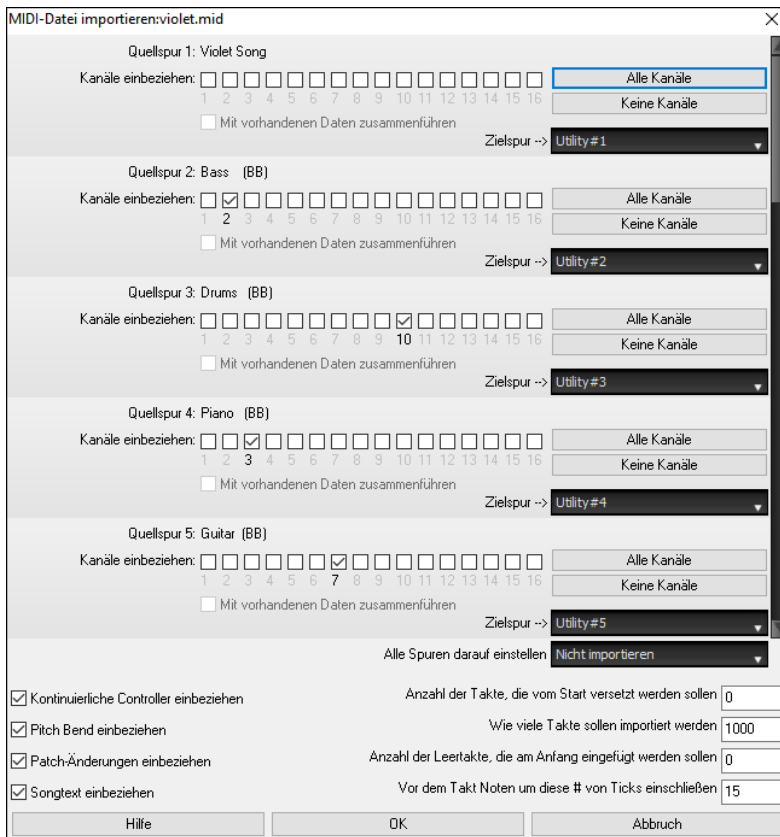 MIDI-Datei importieren:violet.mid
Quellspur 1: Violet Song
Kanäle einbeziehen:
Alle Kanäle
1 2 3 4 5 6 7 8 9 10 11 12 13 14 15 16
Keine Kanäle
Mit vorhandenen Daten zusammenführen
Zielspur --> Utility#1
Quellspur 2: Bass (BB)
Kanäle einbeziehen:
Alle Kanäle
1 2 3 4 5 6 7 8 9 10 11 12 13 14 15 16
Keine Kanäle
Mit vorhandenen Daten zusammenführen
Zielspur --> Utility#2
Quellspur 3: Drums (BB)
Kanäle einbeziehen:
Alle Kanäle
1 2 3 4 5 6 7 8 9 10 11 12 13 14 15 16
Keine Kanäle
Mit vorhandenen Daten zusammenführen
Zielspur --> Utility#3
Quellspur 4: Piano (BB)
Kanäle einbeziehen:
Alle Kanäle
1 2 3 4 5 6 7 8 9 10 11 12 13 14 15 16
Keine Kanäle
Mit vorhandenen Daten zusammenführen
Zielspur --> Utility#4
Quellspur 5: Guitar (BB)
Kanäle einbeziehen:
Alle Kanäle
1 2 3 4 5 6 7 8 9 10 11 12 13 14 15 16
Keine Kanäle
Mit vorhandenen Daten zusammenführen
Zielspur --> Utility#5
Alle Spuren darauf einstellen Nicht importieren
Kontinuierliche Controller einbeziehen
Anzahl der Takte, die vom Start versetzt werden sollen 0
Pitch Bend einbeziehen
Wie viele Takte sollen importiert werden 1000
Patch-Änderungen einbeziehen
Anzahl der Leertakte, die am Anfang eingefügt werden sollen 0
Songtext einbeziehen
Vor dem Takt Noten um diese # von Ticks einschließen 15
Hilfe
OK
Abbruch